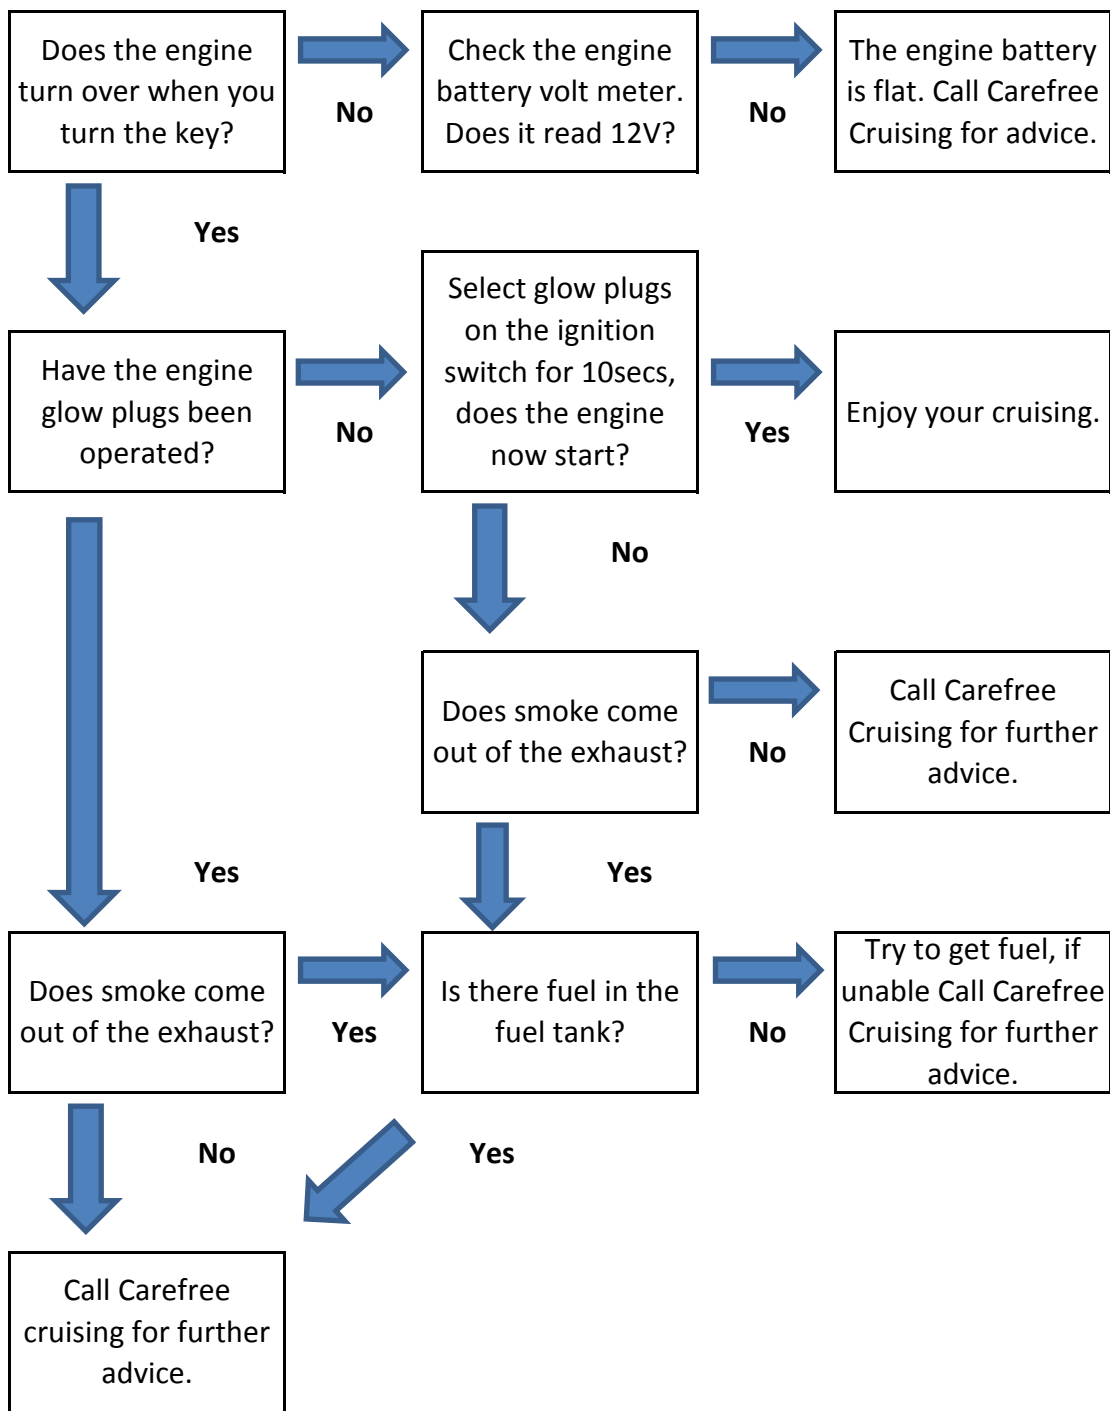 Does the engine
turn over when you
turn the key?
No
Check the engine
battery volt meter.
Does it read 12V?
No
The engine battery
is flat. Call Carefree
Cruising for advice.
Yes
Have the engine
glow plugs been
operated?
No
Select glow plugs
on the ignition
switch for 10secs,
does the engine
now start?
Yes
Enjoy your cruising.
No
Does smoke come
out of the exhaust?
No
Call Carefree
Cruising for further
advice.
Yes
Yes
Does smoke come
out of the exhaust?
Yes
Is there fuel in the
fuel tank?
No
Try to get fuel, if
unable Call Carefree
Cruising for further
advice.
No
Yes
Call Carefree
cruising for further
advice.